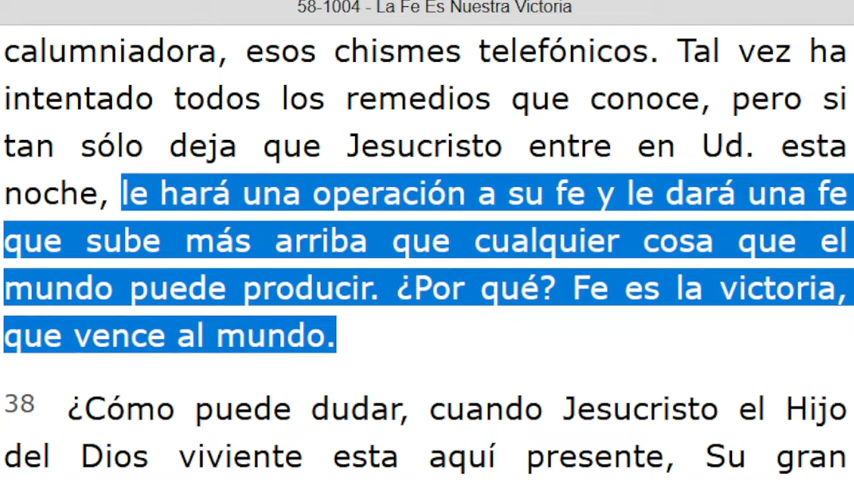 58-1004 - La Fe Es Nuestra Victoria
calumniadora, esos chismes telefónicos. Tal vez ha
intentado todos los remedios que conoce, pero si
tan sólo deja que Jesucristo entre en Ud. esta
noche, le hará una operación a su fe y le dará una fe
que sube más arriba que cualquier cosa que el
mundo puede producir. ¿Por qué? Fe es la victoria,
que vence al mundo.
38 ¿Cómo puede dudar, cuando Jesucristo el Hijo
del Dios viviente esta aquí presente, Su gran